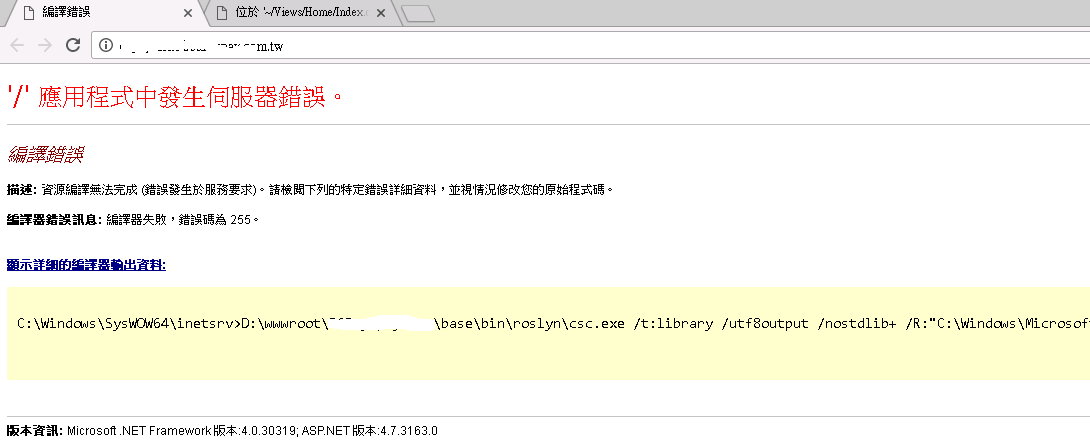 編譯錯誤
位於 '~/Views/Home/Index.c
om.tw
'/' 應用程式中發生伺服器錯誤。
編譯錯誤
描述: 資源編譯無法完成 (錯誤發生於服務要求)。請檢閱下列的特定錯誤詳細資料，並視情況修改您的原始程式碼。
編譯器錯誤訊息: 編譯器失敗，錯誤碼為 255。
顯示詳細的編譯器輸出資料:
C:\Windows\SysWOW64\inetsrv>D:\wwwroot\ \base\bin\roslyn\csc.exe /t:library /utf8output /nostdlib+ /R:"C:\Windows\Microsoft
版本資訊: Microsoft .NET Framework 版本:4.0.30319; ASP.NET 版本:4.7.3163.0